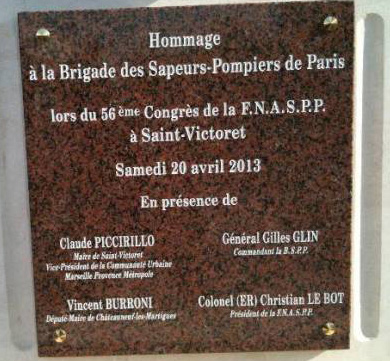 Hommage
à la Brigade des Sapeurs-Pompiers de Paris
lors du 56ème Congrès de la F.N.A.S.P.P.
à Saint-Victoret
Samedi 20 avril 2013
En présence de
Claude PICCIRILLO
Maire de Saint-Victoret
Vice-Président de la Communauté Urbaine
Marseille Provence Métropole
Général Gilles GLIN
Commandant la B.S.P.P.
Vincent BURRONI
Député-Maire de Châteauneuf-les-Martigues
Colonel (ER) Christian LE BOT
Président de la F.N.A.S.P.P.